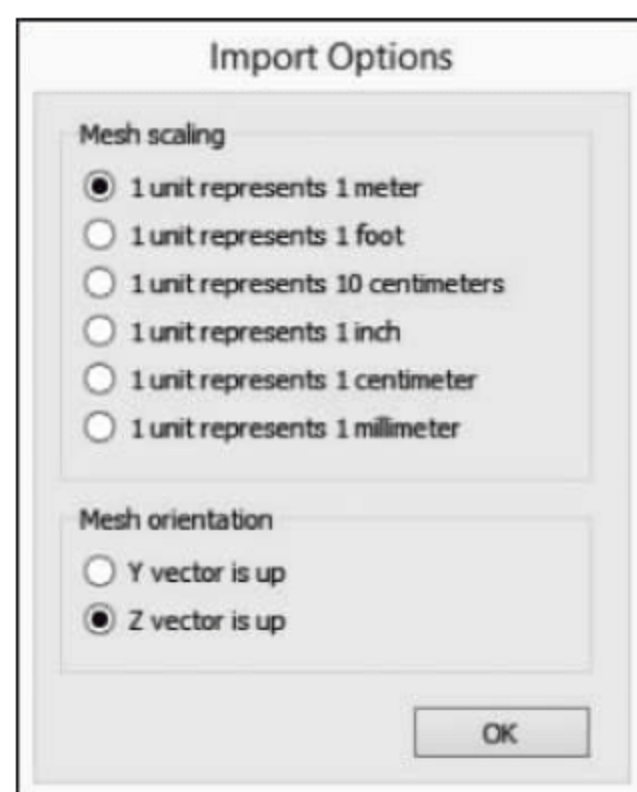 Import Options
Mesh scaling
1 unit represents 1 meter
1 unit represents 1 foot
1 unit represents 10 centimeters
1 unit represents 1 inch
1 unit represents 1 centimeter
1 unit represents 1 millimeter
Mesh orientation
Y vector is up
Z vector is up
OK